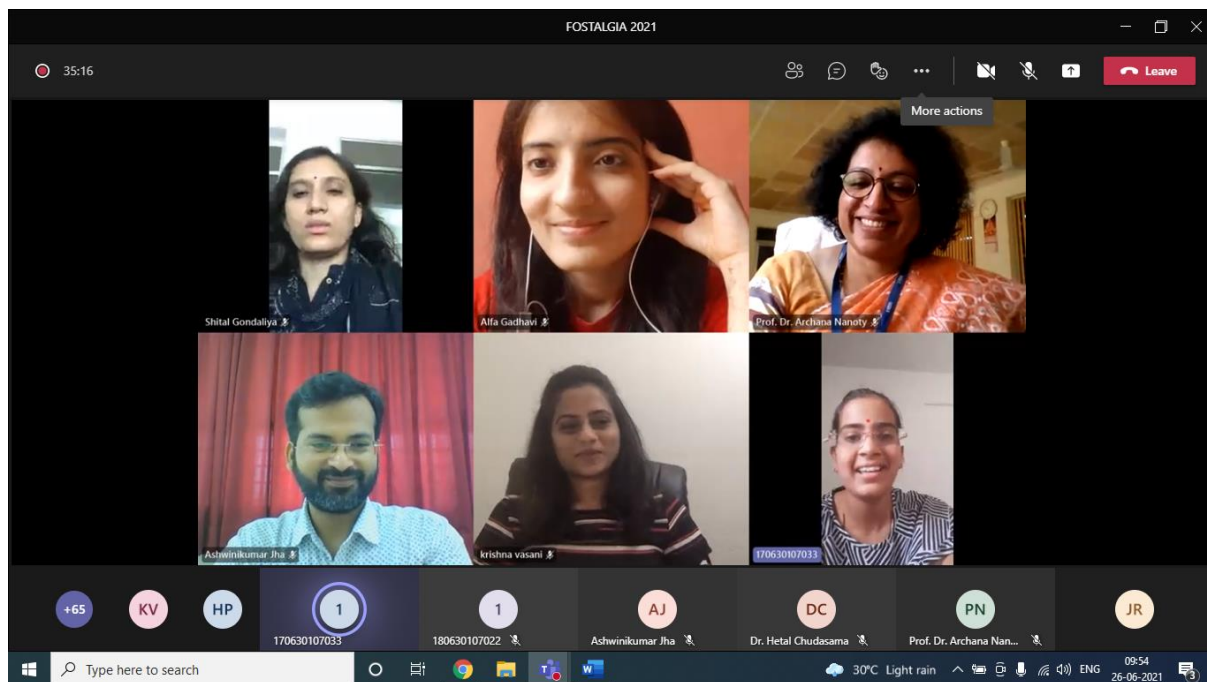 FOSTALGIA 2021
35:16
Leave
More actions
Shital Gondaliya
Alfa Gadhavi
Prof. Dr. Archana Nanoty
Ashwinikumar Jha
krishna vasani
170630107033
+65
KV
HP
1
170630107033
1
180630107022
AJ
Ashwinikumar Jha
DC
Dr. Hetal Chudasama
PN
Prof. Dr. Archana Nan...
JR
Type here to search
30°C Light rain
ENG
09:54
26-06-2021
3